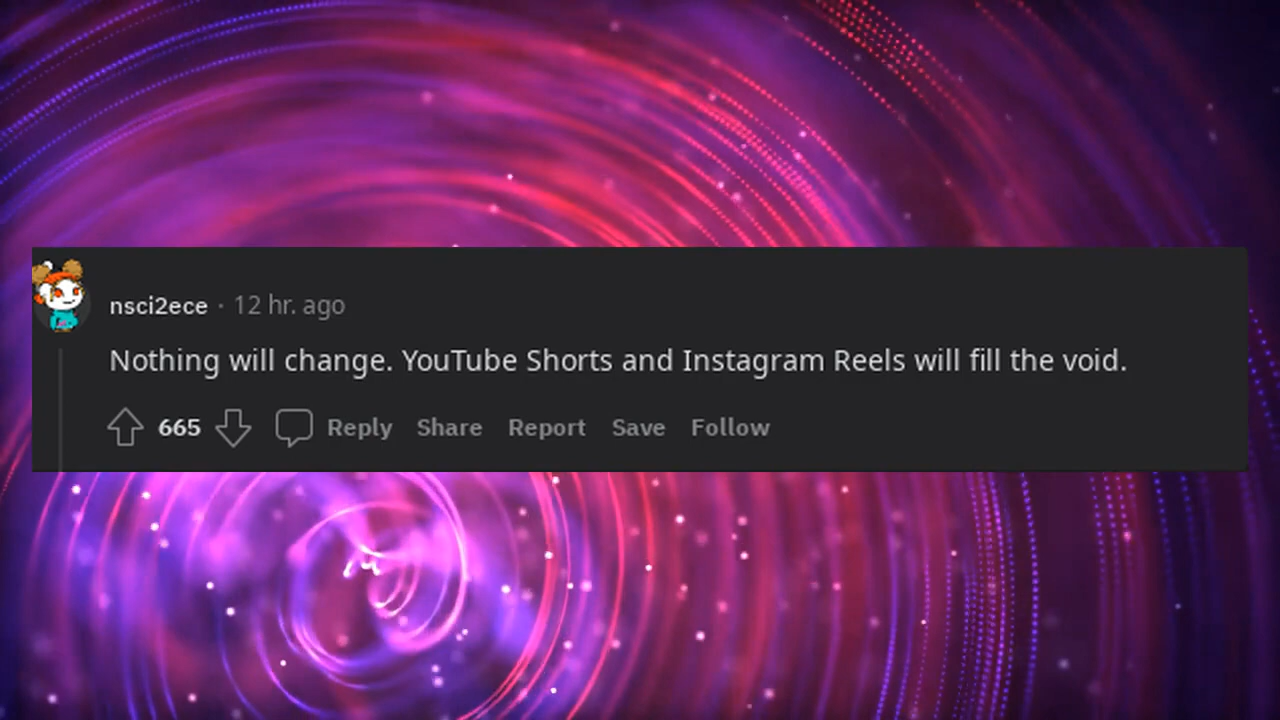 nsci2ece · 12 hr. ago
Nothing will change. YouTube Shorts and Instagram Reels will fill the void.
665 Reply Share Report Save Follow